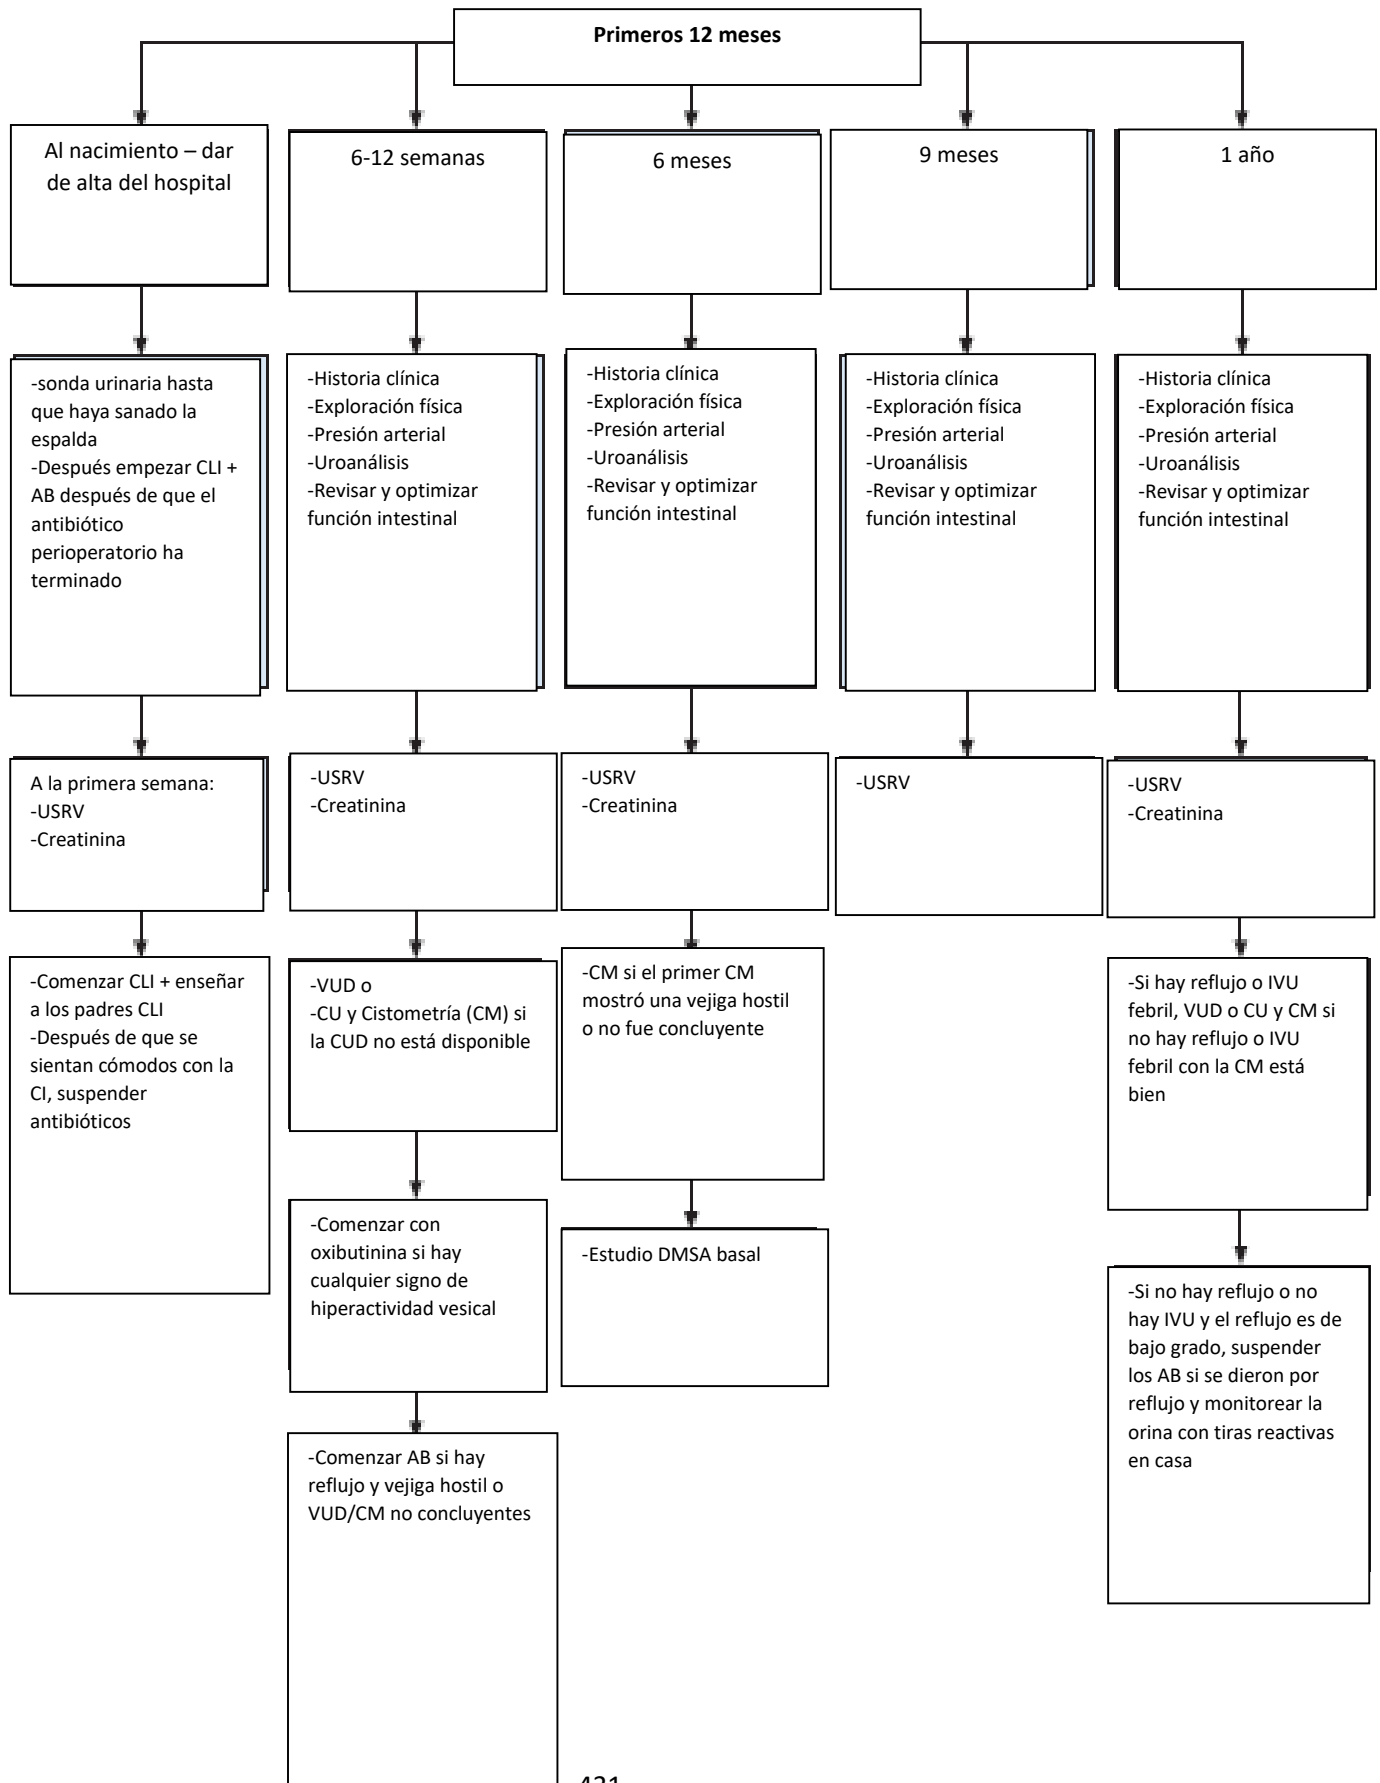 Primeros 12 meses
Al nacimiento – dar
de alta del hospital
6-12 semanas
6 meses
9 meses
1 año
-sonda urinaria hasta
que haya sanado la
espalda
-Después empezar CLI +
AB después de que el
antibiótico
perioperatorio ha
terminado
-Historia clínica
-Exploración física
-Presión arterial
-Uroanálisis
-Revisar y optimizar
función intestinal
-Historia clínica
-Exploración física
-Presión arterial
-Uroanálisis
-Revisar y optimizar
función intestinal
-Historia clínica
-Exploración física
-Presión arterial
-Uroanálisis
-Revisar y optimizar
función intestinal
-Historia clínica
-Exploración física
-Presión arterial
-Uroanálisis
-Revisar y optimizar
función intestinal
A la primera semana:
-USRV
-Creatinina
-USRV
-Creatinina
-USRV
-Creatinina
-USRV
-USRV
-Creatinina
-Comenzar CLI + enseñar
a los padres CLI
-Después de que se
sientan cómodos con la
CI, suspender
antibióticos
-VUD o
-CU y Cistometría (CM) si
la CUD no está disponible
-CM si el primer CM
mostró una vejiga hostil
o no fue concluyente
-Si hay reflujo o IVU
febril, VUD o CU y CM si
no hay reflujo o IVU
febril con la CM está
bien
-Comenzar con
oxibutinina si hay
cualquier signo de
hiperactividad vesical
-Estudio DMSA basal
-Si no hay reflujo o no
hay IVU y el reflujo es de
bajo grado, suspender
los AB si se dieron por
reflujo y monitorear la
orina con tiras reactivas
en casa
-Comenzar AB si hay
reflujo y vejiga hostil o
VUD/CM no concluyentes